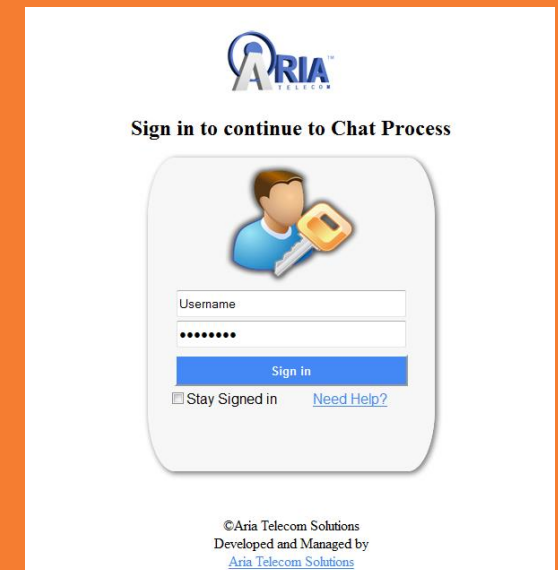 ARIA™
TELECOM
Sign in to continue to Chat Process
Username
••••••••
Sign in
Stay Signed in Need Help?
©Aria Telecom Solutions
Developed and Managed by
Aria Telecom Solutions